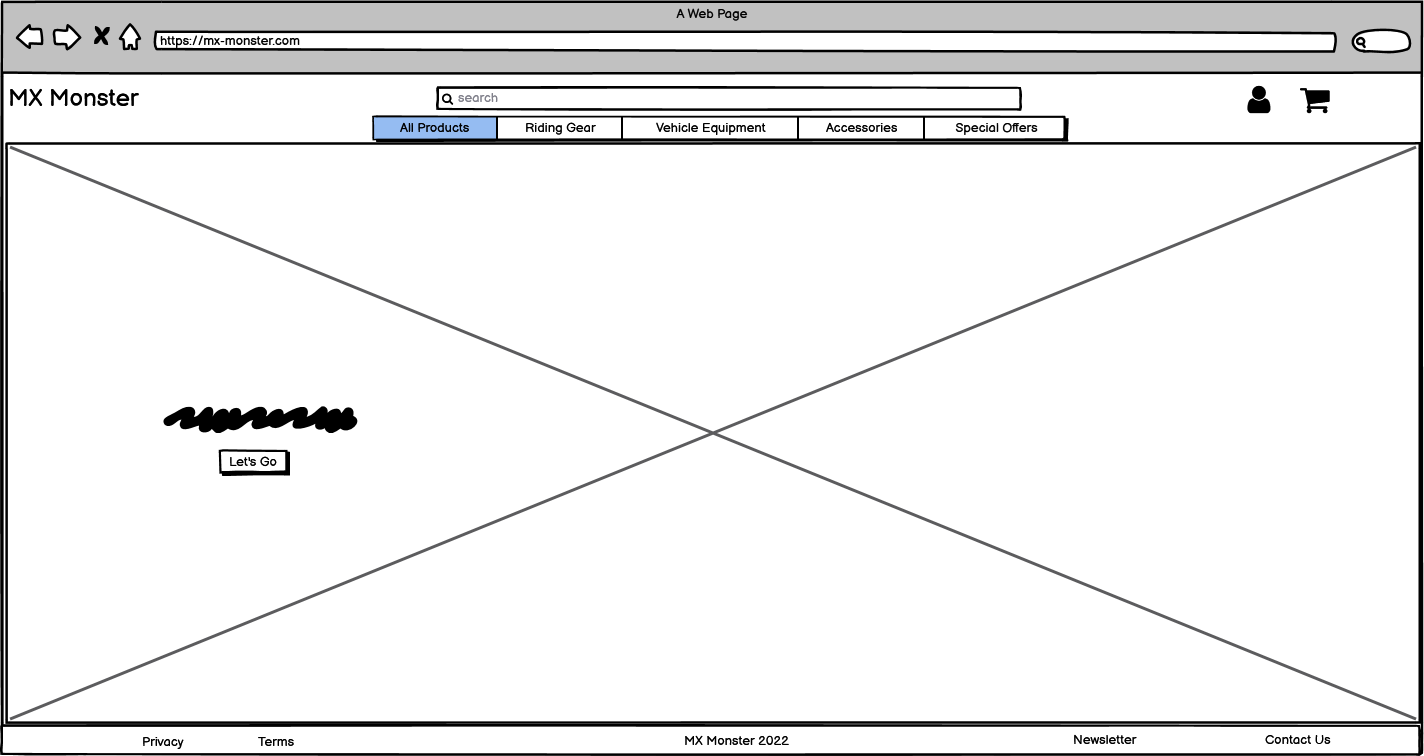 A Web Page
https://mx-monster.com
MX Monster
search
All Products Riding Gear Vehicle Equipment Accessories Special Offers
Let's Go
Privacy Terms MX Monster 2022 Newsletter Contact Us